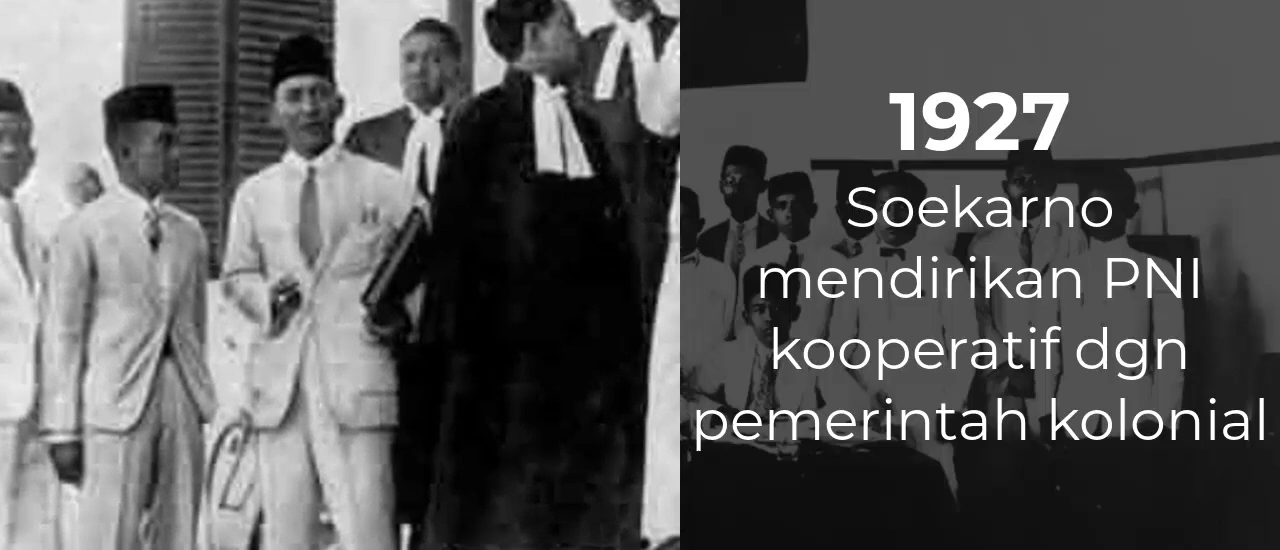 1927
Soekarno
mendirikan PNI
kooperatif dgn
pemerintah kolonial